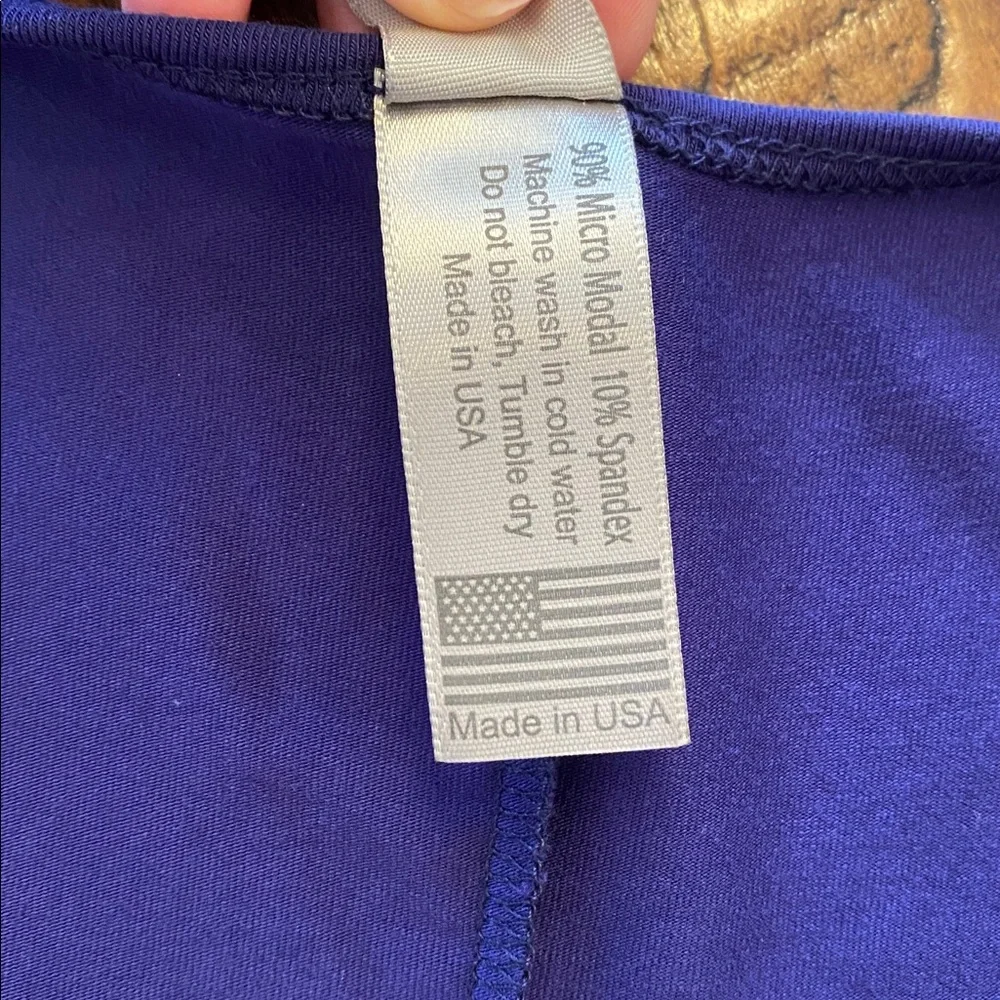 90% Micro Modal 10% Spandex
Machine wash in cold water
Do not bleach, Tumble dry
Made in USA
Made in USA